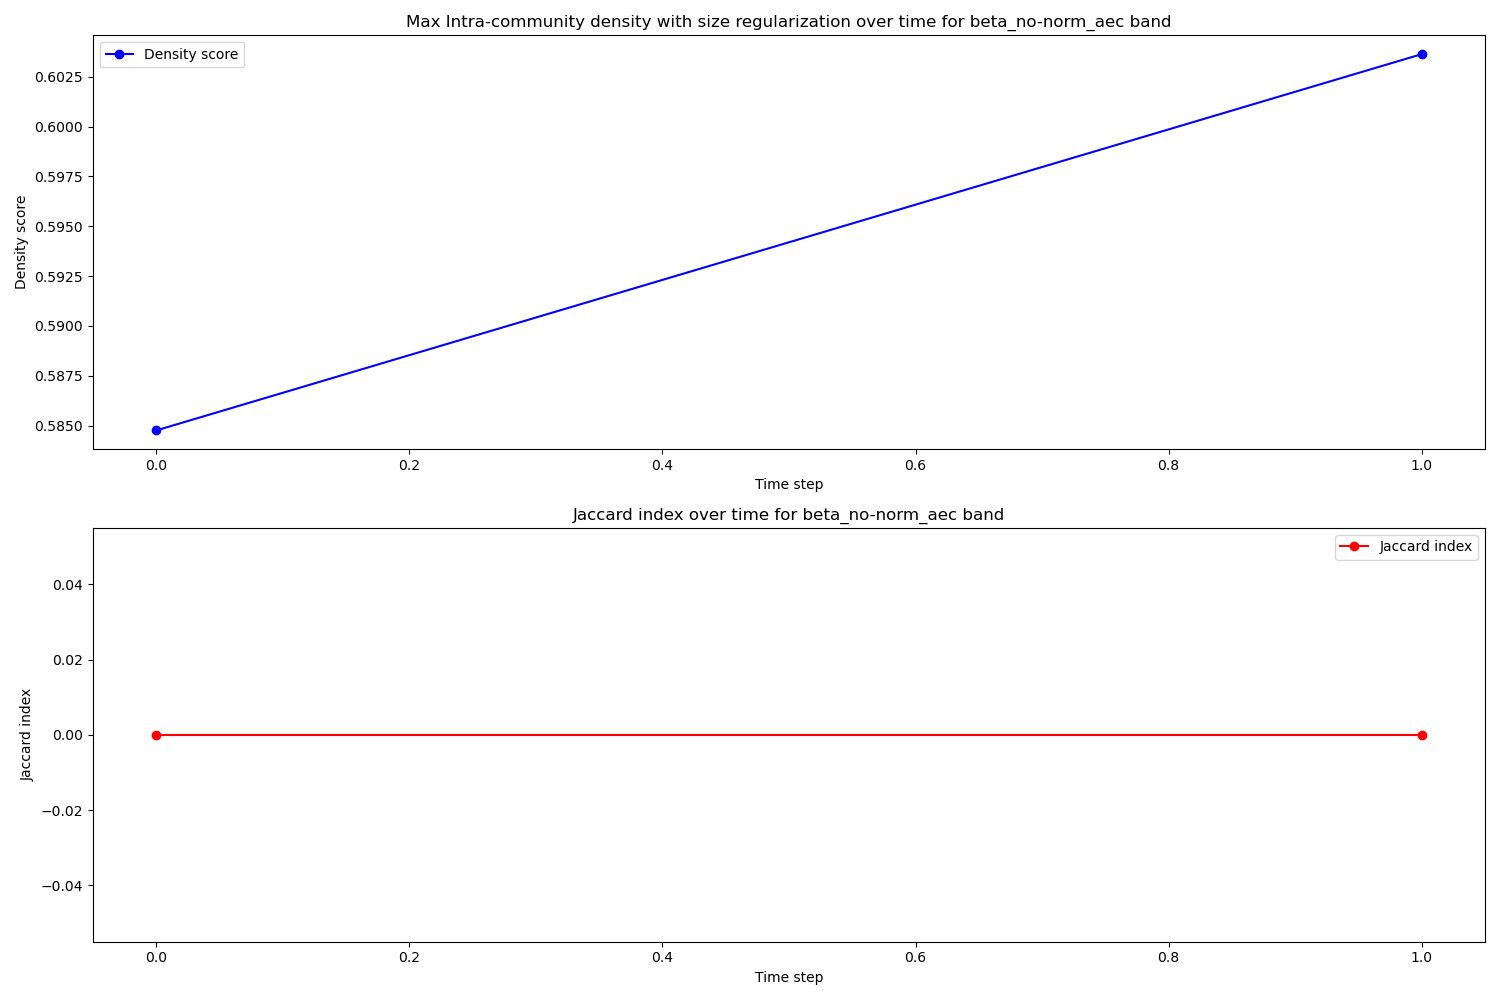 Max Intra-community density with size regularization over time for beta_no-norm_aec band
Density score
0.6025
0.6000
0.5975
0.5950
0.5925
0.5900
0.5875
0.5850
Density score
0.0 0.2 0.4 0.6 0.8 1.0
Time step
Jaccard index over time for beta_no-norm_aec band
Jaccard index
0.04
0.02
0.00
−0.02
−0.04
Jaccard index
0.0 0.2 0.4 0.6 0.8 1.0
Time step